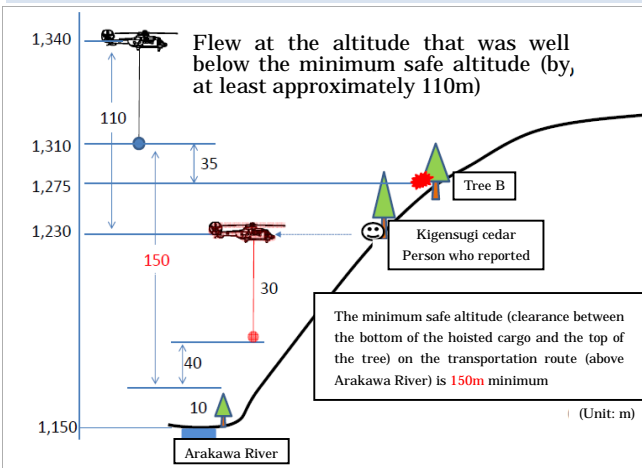 1,340
Flew at the altitude that was well
below the minimum safe altitude (by,
at least approximately 110m)
110
1,310
35
1,275
Tree B
1,230
Kigensugi cedar
Person who reported
150
30
The minimum safe altitude (clearance between
the bottom of the hoisted cargo and the top of
the tree) on the transportation route (above
Arakawa River) is 150m minimum
40
10
(Unit: m)
1,150
Arakawa River